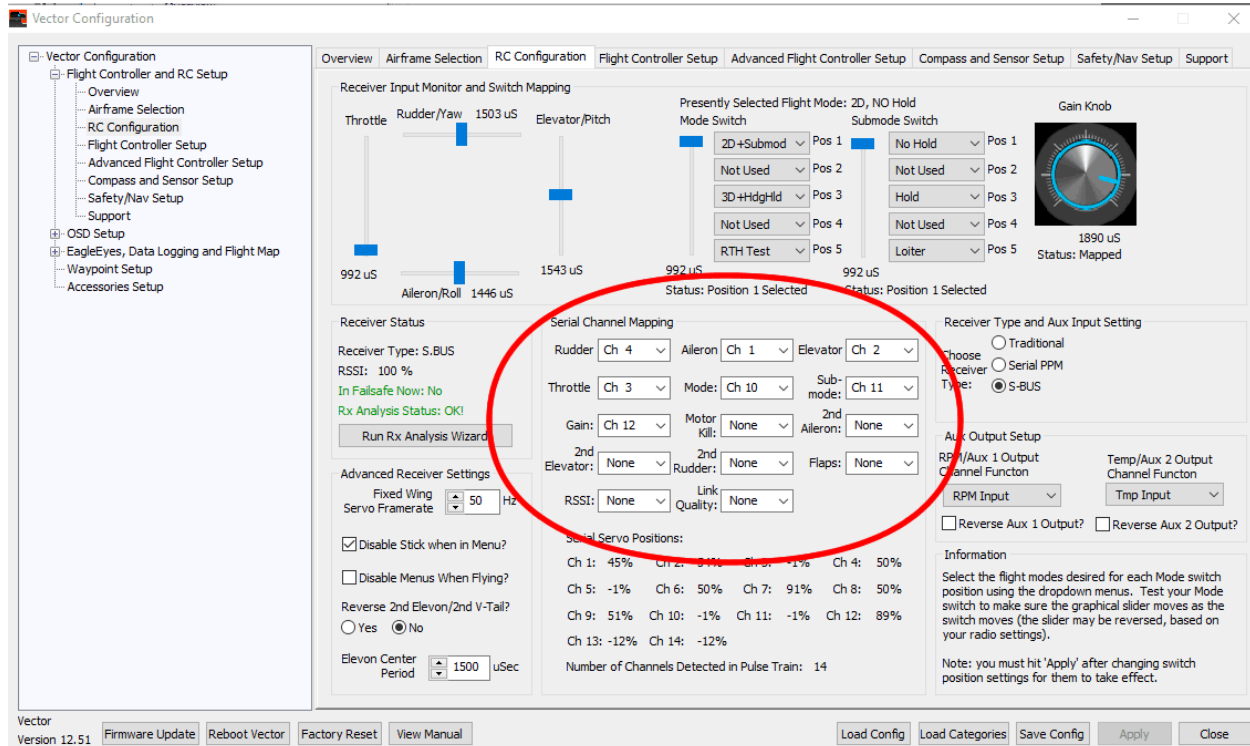 Vector Configuration
Vector Configuration
Flight Controller and RC Setup
Overview
Airframe Selection
RC Configuration
Flight Controller Setup
Advanced Flight Controller Setup
Compass and Sensor Setup
Safety/Nav Setup
Support
OSD Setup
EagleEyes, Data Logging and Flight Map
Waypoint Setup
Accessories Setup
Overview Airframe Selection RC Configuration Flight Controller Setup Advanced Flight Controller Setup Compass and Sensor Setup Safety/Nav Setup Support
Receiver Input Monitor and Switch Mapping
Throttle
Rudder/Yaw 1503 uS
Elevator/Pitch
992 uS
Aileron/Roll 1446 uS
1543 uS
Presently Selected Flight Mode: 2D, NO Hold
Mode Switch
2D+Submod Pos 1
Not Used Pos 2
3D+HdgHld Pos 3
Not Used Pos 4
RTH Test Pos 5
992 uS
Status: Position 1 Selected
Submode Switch
No Hold Pos 1
Not Used Pos 2
Hold Pos 3
Not Used Pos 4
Loiter Pos 5
992 uS
Status: Position 1 Selected
Gain Knob
1890 uS
Status: Mapped
Receiver Status
Receiver Type: S.BUS
RSSI: 100 %
In Failsafe Now: No
Rx Analysis Status: OK!
Run Rx Analysis Wizard
Advanced Receiver Settings
Fixed Wing
Servo Framerate 50 Hz
Disable Stick when in Menu?
Disable Menus When Flying?
Reverse 2nd Elevon/2nd V-Tail?
Yes No
Elevon Center
Period 1500 uSec
Serial Channel Mapping
Rudder Ch 4 Aileron Ch 1 Elevator Ch 2
Throttle Ch 3 Mode: Ch 10 Sub-
mode: Ch 11
Gain: Ch 12 Motor
Kill: None 2nd
Aileron: None
2nd
Elevator: None 2nd
Rudder: None Flaps: None
RSSI: None Link
Quality: None
Serial Servo Positions:
Ch 1: 45% Ch 2: 54% Ch 3: -1% Ch 4: 50%
Ch 5: -1% Ch 6: 50% Ch 7: 91% Ch 8: 50%
Ch 9: 51% Ch 10: -1% Ch 11: -1% Ch 12: 89%
Ch 13: -12% Ch 14: -12%
Number of Channels Detected in Pulse Train: 14
Receiver Type and Aux Input Setting
Choose
Receiver
Type:
Traditional
Serial PPM
S-BUS
Aux Output Setup
RPM/Aux 1 Output
Channel Functon
RPM Input
Reverse Aux 1 Output?
Temp/Aux 2 Output
Channel Functon
Tmp Input
Reverse Aux 2 Output?
Information
Select the flight modes desired for each Mode switch
position using the dropdown menus. Test your Mode
switch to make sure the graphical slider moves as the
switch moves (the slider may be reversed, based on
your radio settings).
Note: you must hit 'Apply' after changing switch
position settings for them to take effect.
Vector
Version 12.51
Firmware Update Reboot Vector Factory Reset View Manual Load Config Load Categories Save Config Apply Close